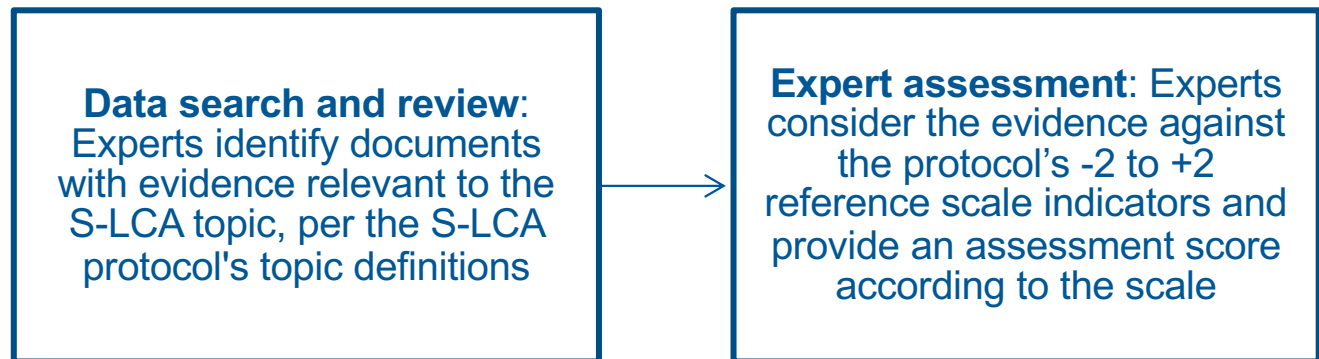 Data search and review:
Experts identify documents
with evidence relevant to the
S-LCA topic, per the S-LCA
protocol's topic definitions
Expert assessment: Experts
consider the evidence against
the protocol’s -2 to +2
reference scale indicators and
provide an assessment score
according to the scale